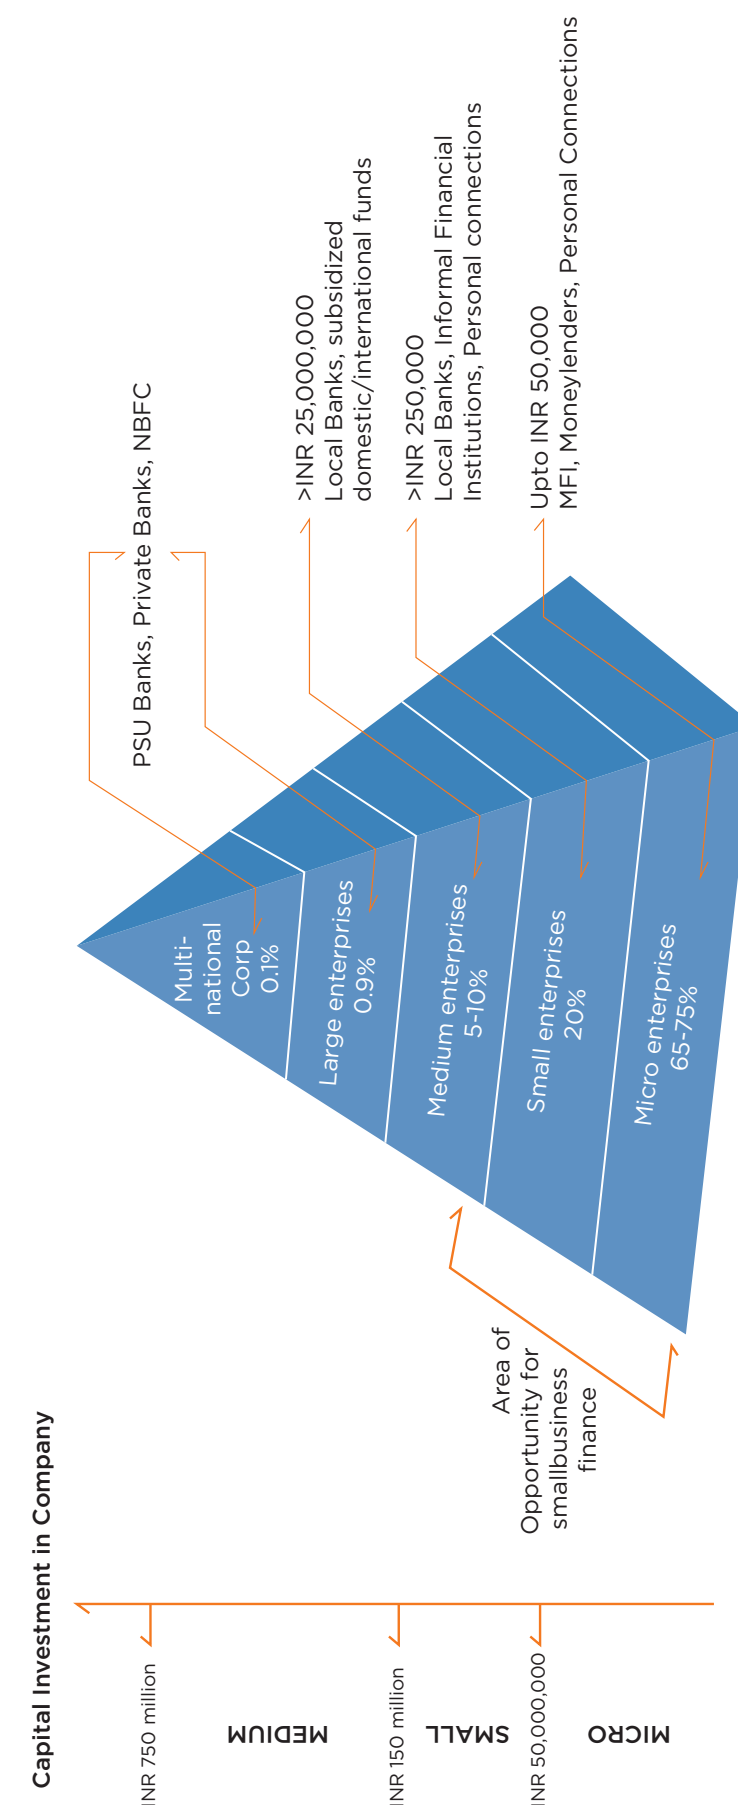 Capital Investment in Company
INR 750 million
MEDIUM
INR 150 million
SMALL
INR 50,000,000
MICRO
Area of
Opportunity for
smallbusiness
finance
Multi-
national
Corp
0.1%
Large enterprises
0.9%
Medium enterprises
5-10%
Small enterprises
20%
Micro enterprises
65-75%
PSU Banks, Private Banks, NBFC
>INR 25,000,000
Local Banks, subsidized
domestic/international funds
>INR 250,000
Local Banks, Informal Financial
Institutions, Personal connections
Upto INR 50,000
MFI, Moneylenders, Personal Connections